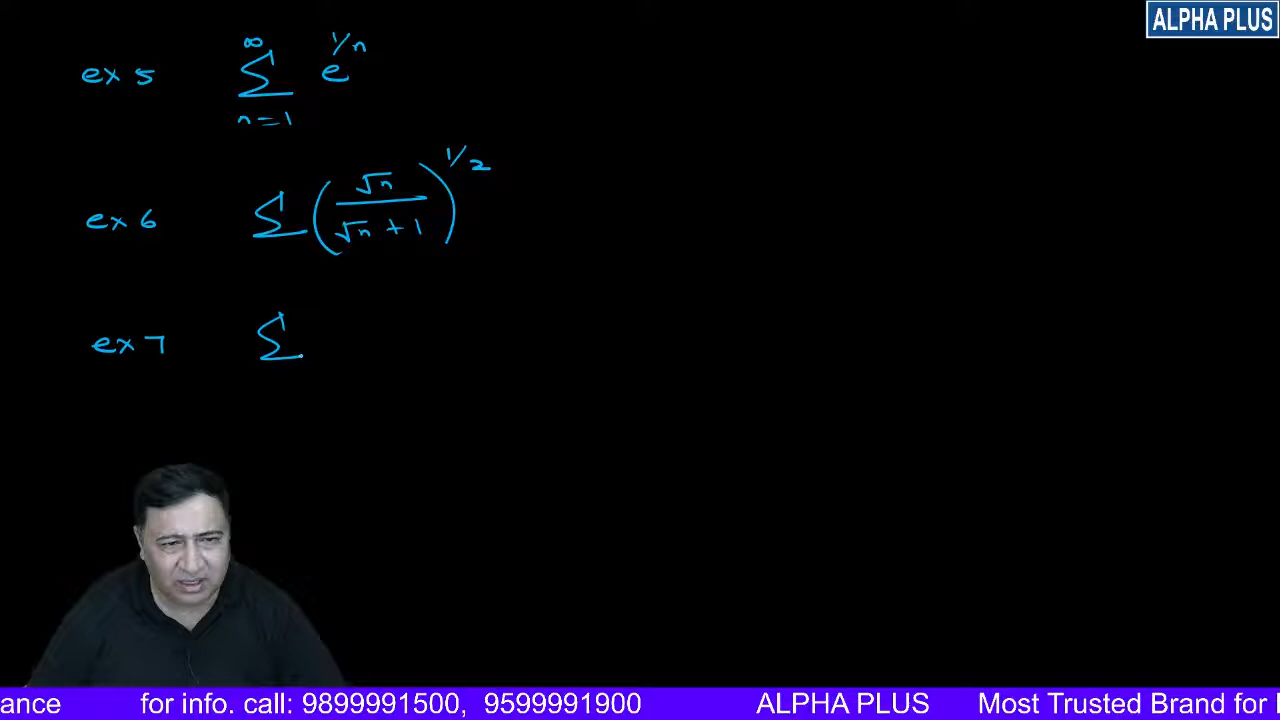 ALPHA PLUS
ex 5 ∞ Σ n=1 e^1/n
ex 6 Σ (√n / √n + 1)^1/2
ex 7 Σ
ance for info. call: 9899991500, 9599991900 ALPHA PLUS Most Trusted Brand for